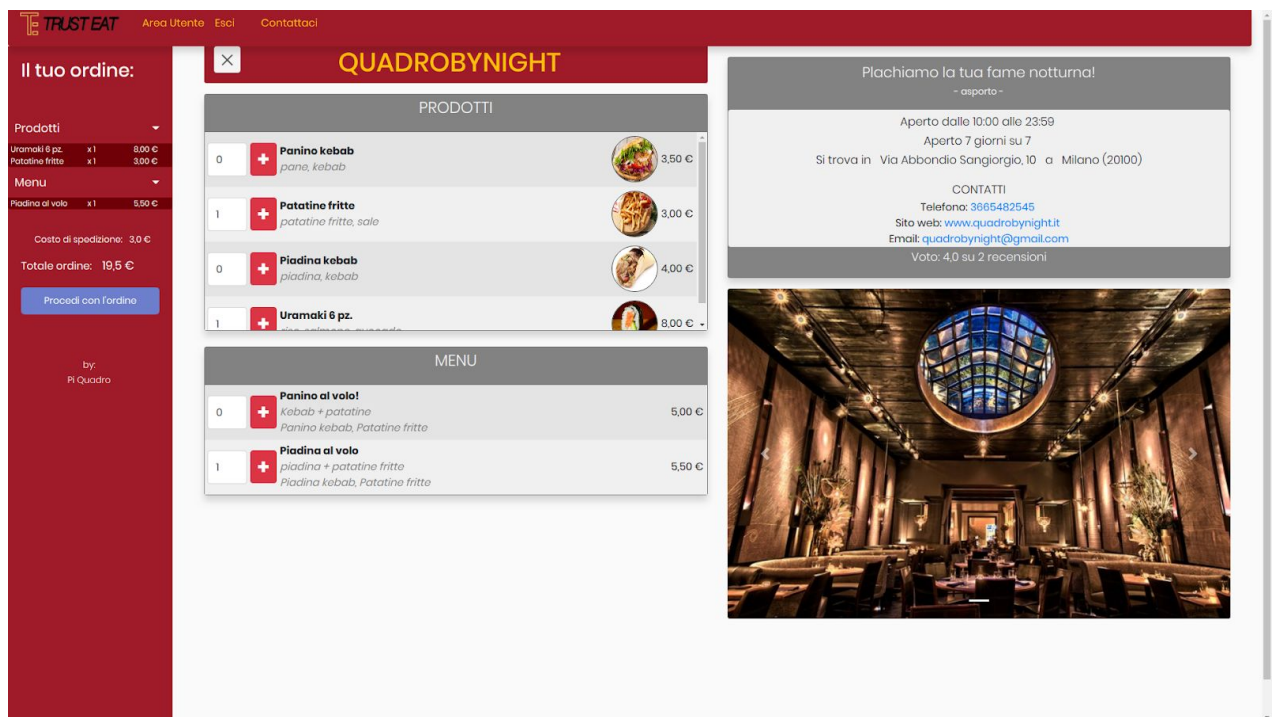 TRUST EAT
Area Utente Esci Contattaci
Il tuo ordine:
Prodotti
Uramaki 6 pz. x 1 8,00 €
Patatine fritte x 1 3,00 €
Menu
Piadina al volo x 1 5,50 €
Costo di spedizione: 3,0 €
Totale ordine: 19,5 €
Procedi con l'ordine
by:
Pi Quadro
QUADROBYNIGHT
PRODOTTI
0 Panino kebab 3,50 €
pane, kebab
1 Patatine fritte 3,00 €
patatine fritte, sale
0 Piadina kebab 4,00 €
piadina, kebab
1 Uramaki 6 pz. 8,00 €
MENU
Panino al volo!
0 Kebab + patatine 5,00 €
Panino kebab, Patatine fritte
Piadina al volo
1 piadina + patatine fritte 5,50 €
Piadina kebab, Patatine fritte
Plachiamo la tua fame notturna!
- asporto -
Aperto dalle 10:00 alle 23:59
Aperto 7 giorni su 7
Si trova in Via Abbondio Sangiorgio, 10 a Milano (20100)
CONTATTI
Telefono: 3665482545
Sito web: www.quadrobynight.it
Email: quadrobynight@gmail.com
Voto: 4,0 su 2 recensioni